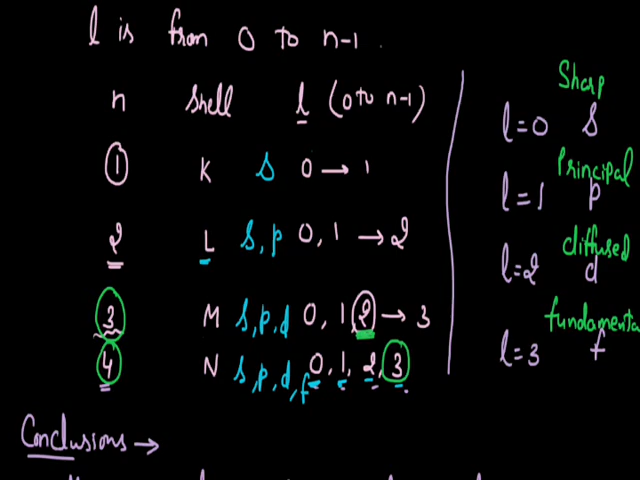 l is from 0 to n-1.
n shell l (0 to n-1)
1 K s 0 → 1
2 L s, p 0, 1 → 2
3 M s, p, d 0, 1 2 → 3
4 N s, p, d, f 0, 1, 2, 3
Sharp
l=0 s
Principal
l=1 p
diffused
l=2 d
fundamenta
l=3 f
Conclusions →